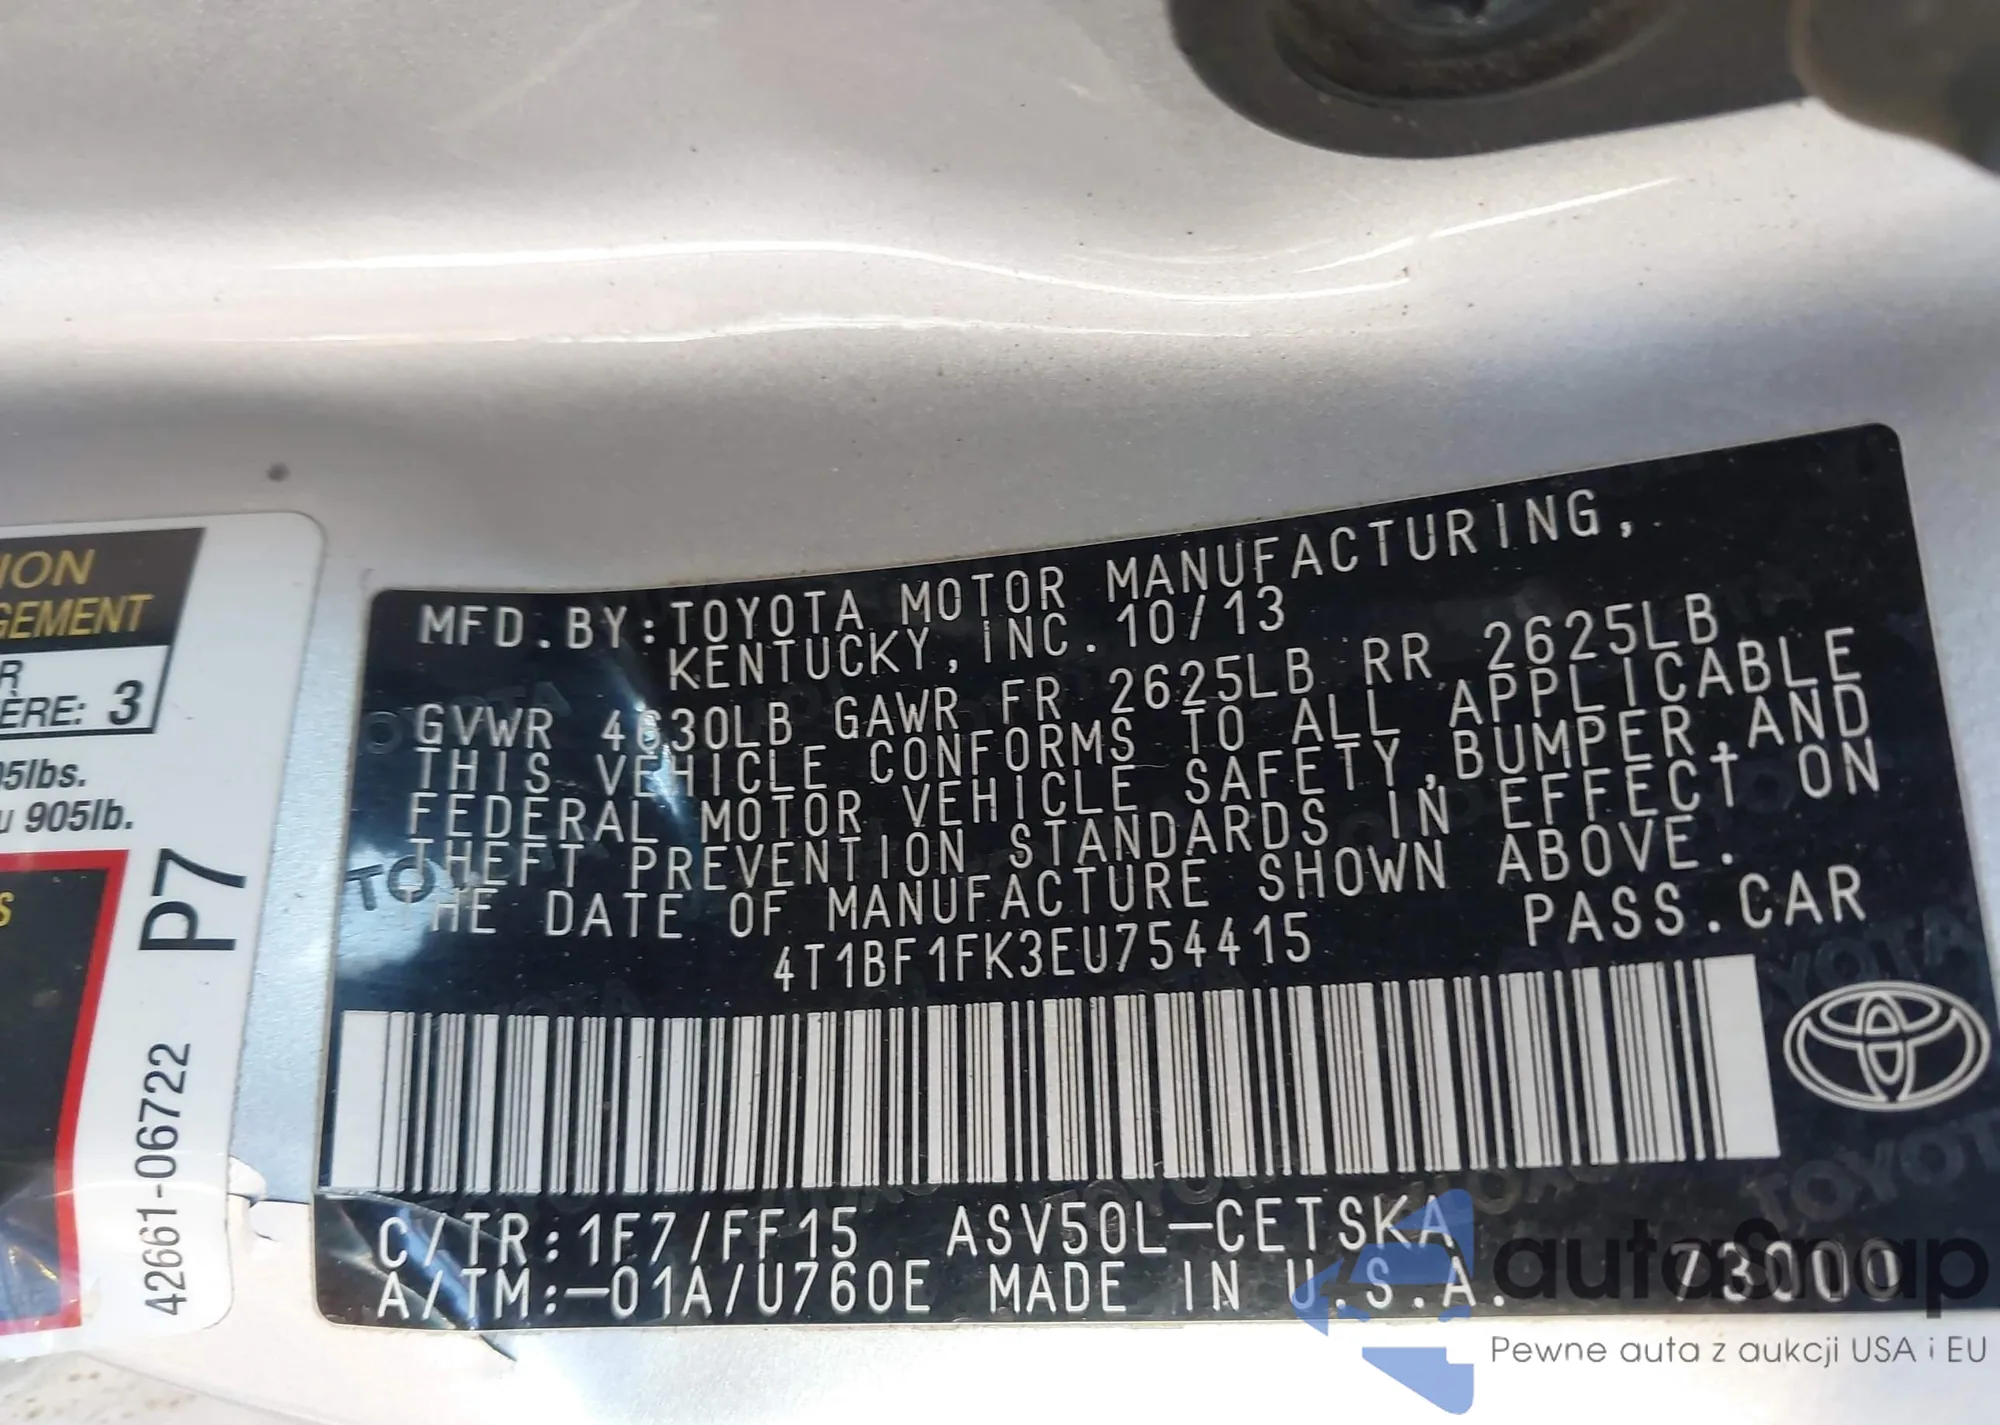 ION
GEMENT
R
ÈRE: 3
05lbs.
u 905lb.
S
P7
42661-06722
MFD.BY:TOYOTA MOTOR MANUFACTURING,
KENTUCKY,INC.10/13
GVWR 4630LB GAWR FR 2625LB RR 2625LB
THIS VEHICLE CONFORMS TO ALL APPLICABLE
FEDERAL MOTOR VEHICLE SAFETY,BUMPER,AND
THEFT PREVENTION STANDARDS IN EFFECT ON
THE DATE OF MANUFACTURE SHOWN ABOVE.
4T1BF1FK3EU754415 PASS.CAR
C/TR:1F7/FF15 ASV50L-CETSKA
A/TM:-01A/U760E MADE IN U.S.A. 73000
autaSnap
Pewne auta z aukcji USA i EU